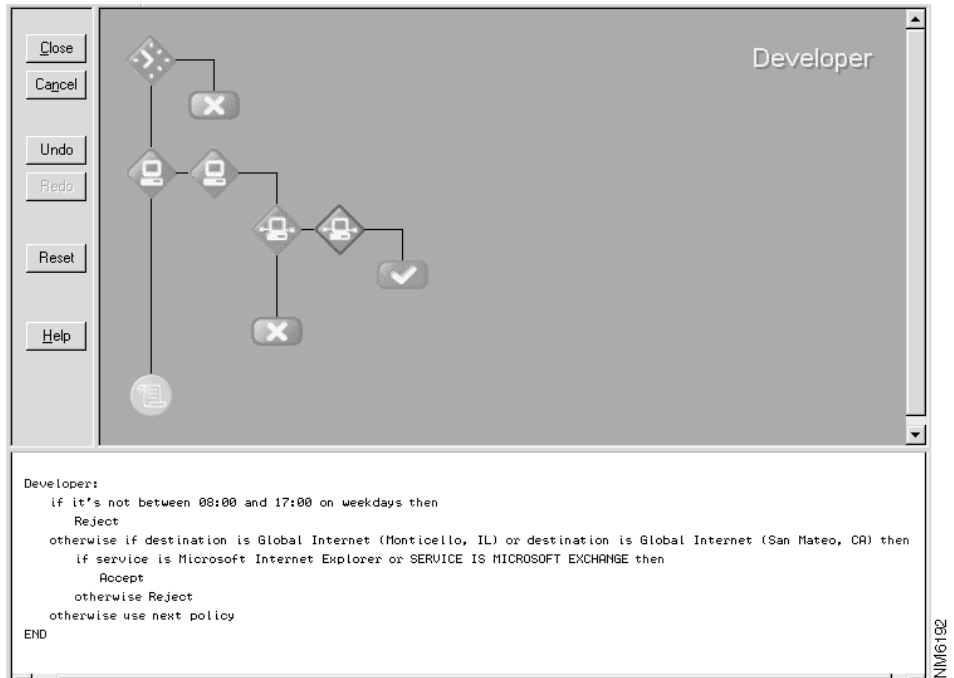 Close
Cancel
Undo
Redo
Reset
Help
Developer
Developer:
if it's not between 08:00 and 17:00 on weekdays then
Reject
otherwise if destination is Global Internet (Monticello, IL) or destination is Global Internet (San Mateo, CA) then
if service is Microsoft Internet Explorer or SERVICE IS MICROSOFT EXCHANGE then
Accept
otherwise Reject
otherwise use next policy
END
NM6192